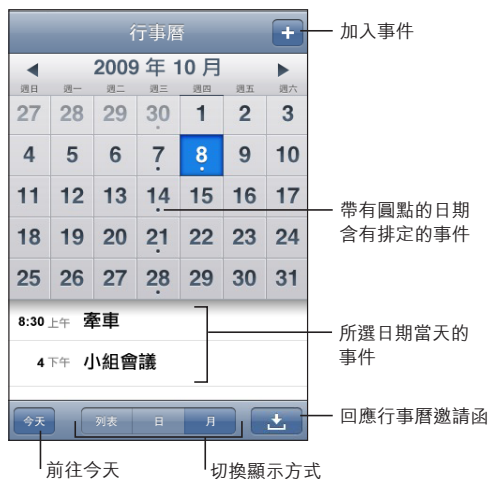 行事曆
+
加入事件
2009 年 10 月
週日 週一 週二 週三 週四 週五 週六
27 28 29 30 1 2 3
4 5 6 7 8 9 10
11 12 13 14 15 16 17
帶有圓點的日期
含有排定的事件
18 19 20 21 22 23 24
25 26 27 28 29 30 31
8:30 上午 牽車
4 下午 小組會議
所選日期當天的
事件
今天 列表 日 月
回應行事曆邀請函
前往今天
切換顯示方式